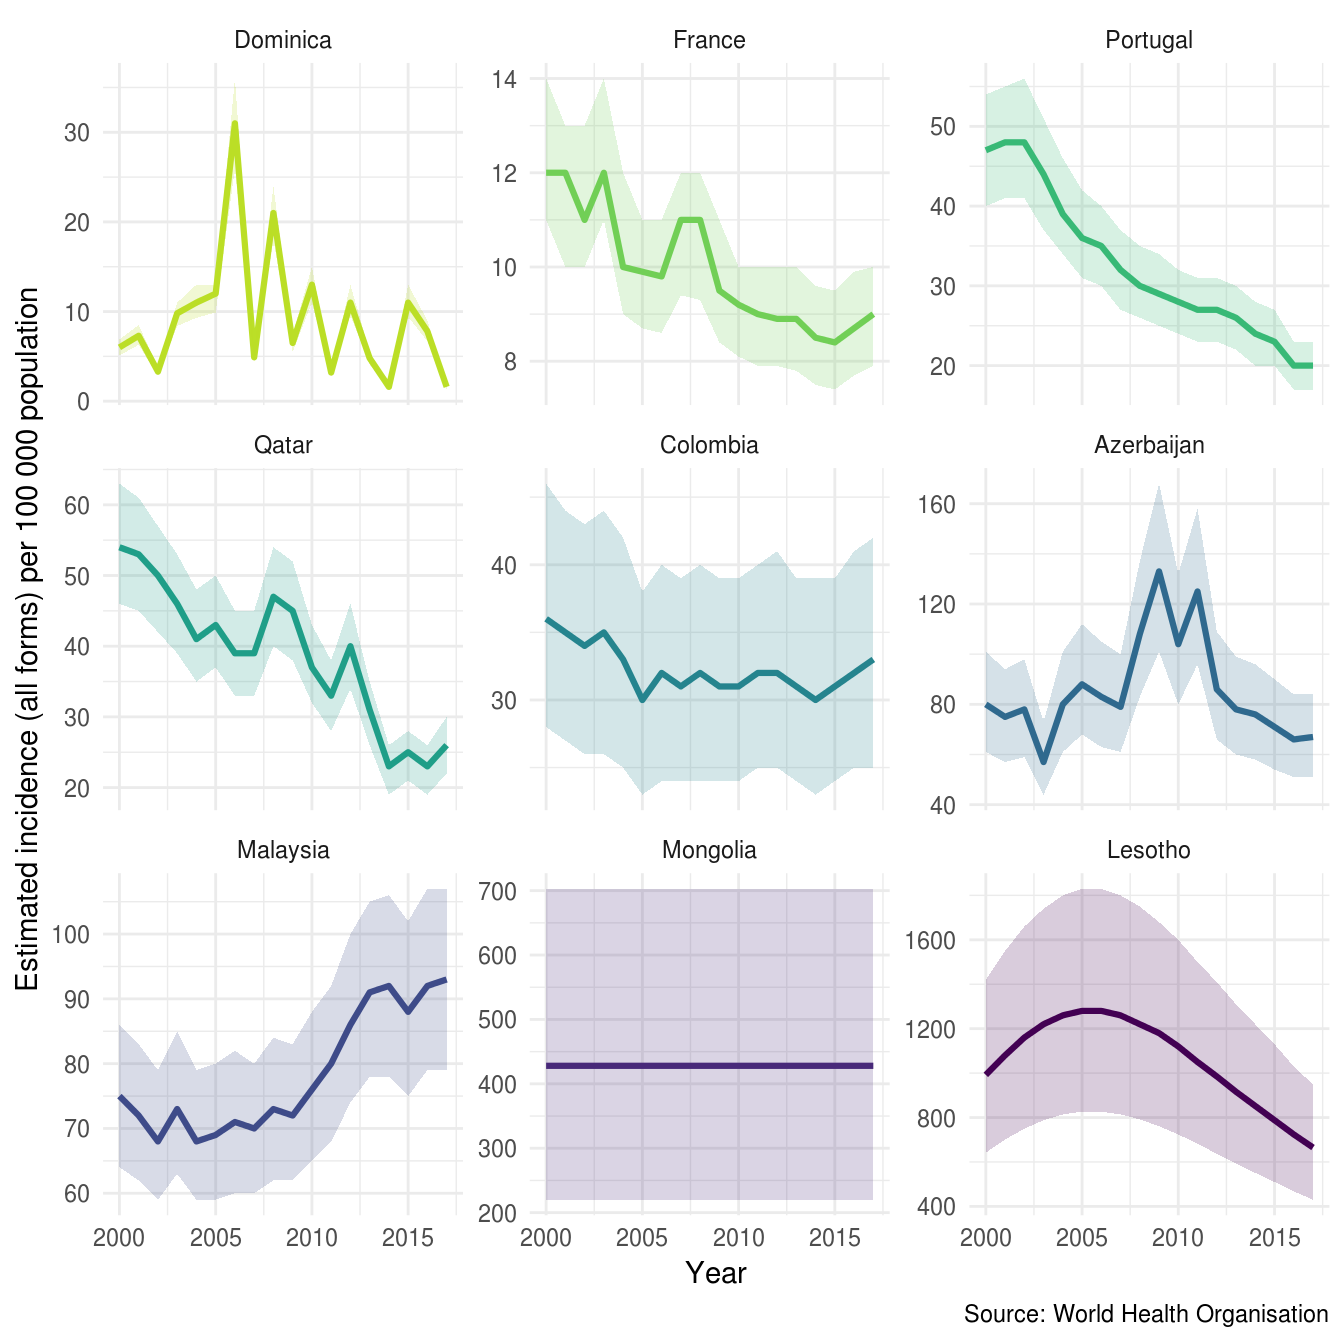 Dominica
France
Portugal
30
20
10
0
14
12
10
8
50
40
30
20
Qatar
Colombia
Azerbaijan
60
50
40
30
20
40
30
160
120
80
40
Malaysia
Mongolia
Lesotho
100
90
80
70
60
700
600
500
400
300
200
1600
1200
800
400
2000 2005 2010 2015
2000 2005 2010 2015
2000 2005 2010 2015
Estimated incidence (all forms) per 100 000 population
Year
Source: World Health Organisation